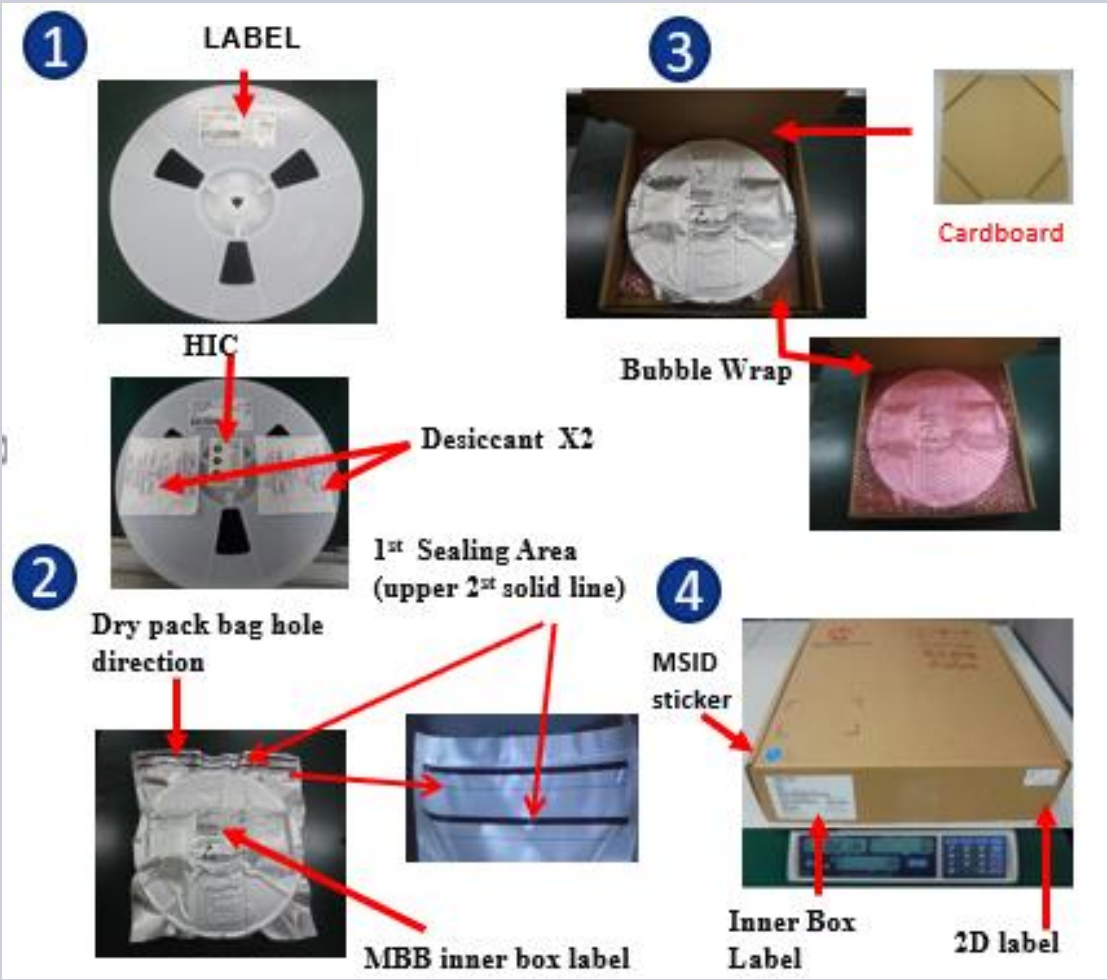 1
LABEL
HIC
Desiccant X2
2
1st Sealing Area
(upper 2st solid line)
Dry pack bag hole
direction
MBB inner box label
3
Cardboard
Bubble Wrap
4
MSID
sticker
Inner Box
Label
2D label